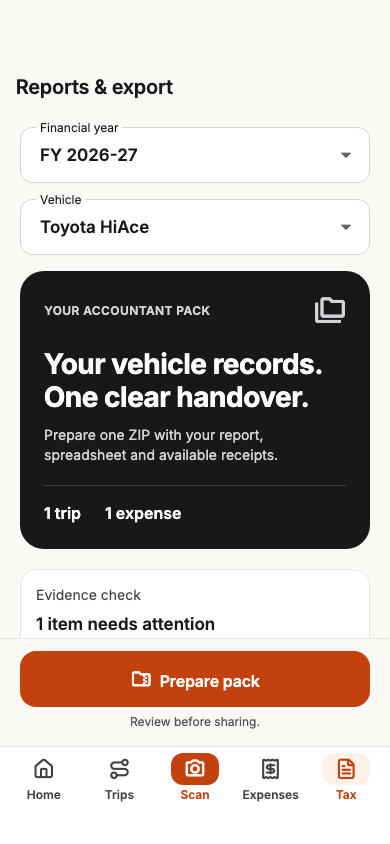 Reports & export
Financial year
FY 2026-27
Vehicle
Toyota HiAce
YOUR ACCOUNTANT PACK
Your vehicle records.
One clear handover.
Prepare one ZIP with your report,
spreadsheet and available receipts.
1 trip 1 expense
Evidence check
1 item needs attention
Prepare pack
Review before sharing.
Home Trips Scan Expenses Tax